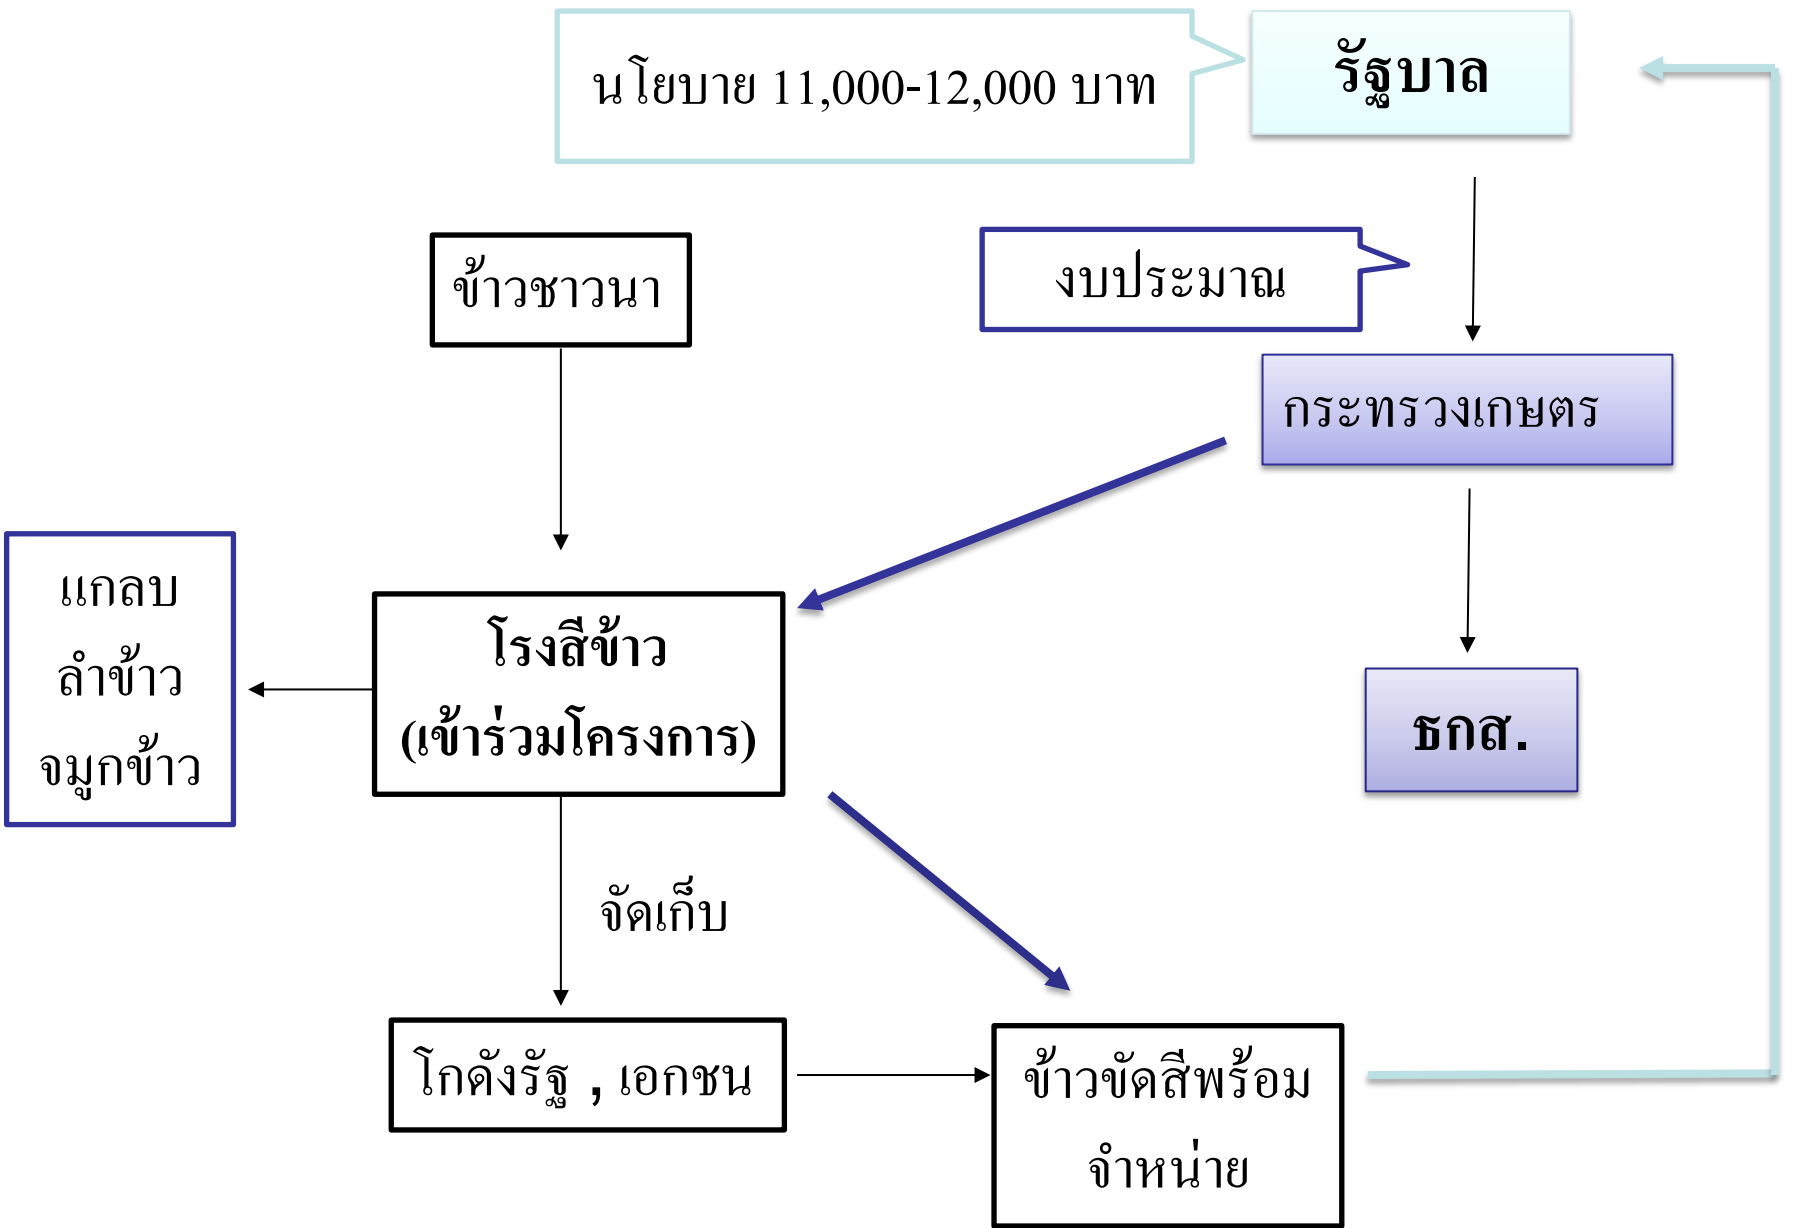 นโยบาย 11,000-12,000 บาท
รัฐบาล
ข้าวชาวนา
งบประมาณ
กระทรวงเกษตร
แกลบ
ลำข้าว
จมูกข้าว
โรงสีข้าว
(เข้าร่วมโครงการ)
ธกส.
จัดเก็บ
โกดังรัฐ , เอกชน
ข้าวขัดสีพร้อม
จำหน่าย